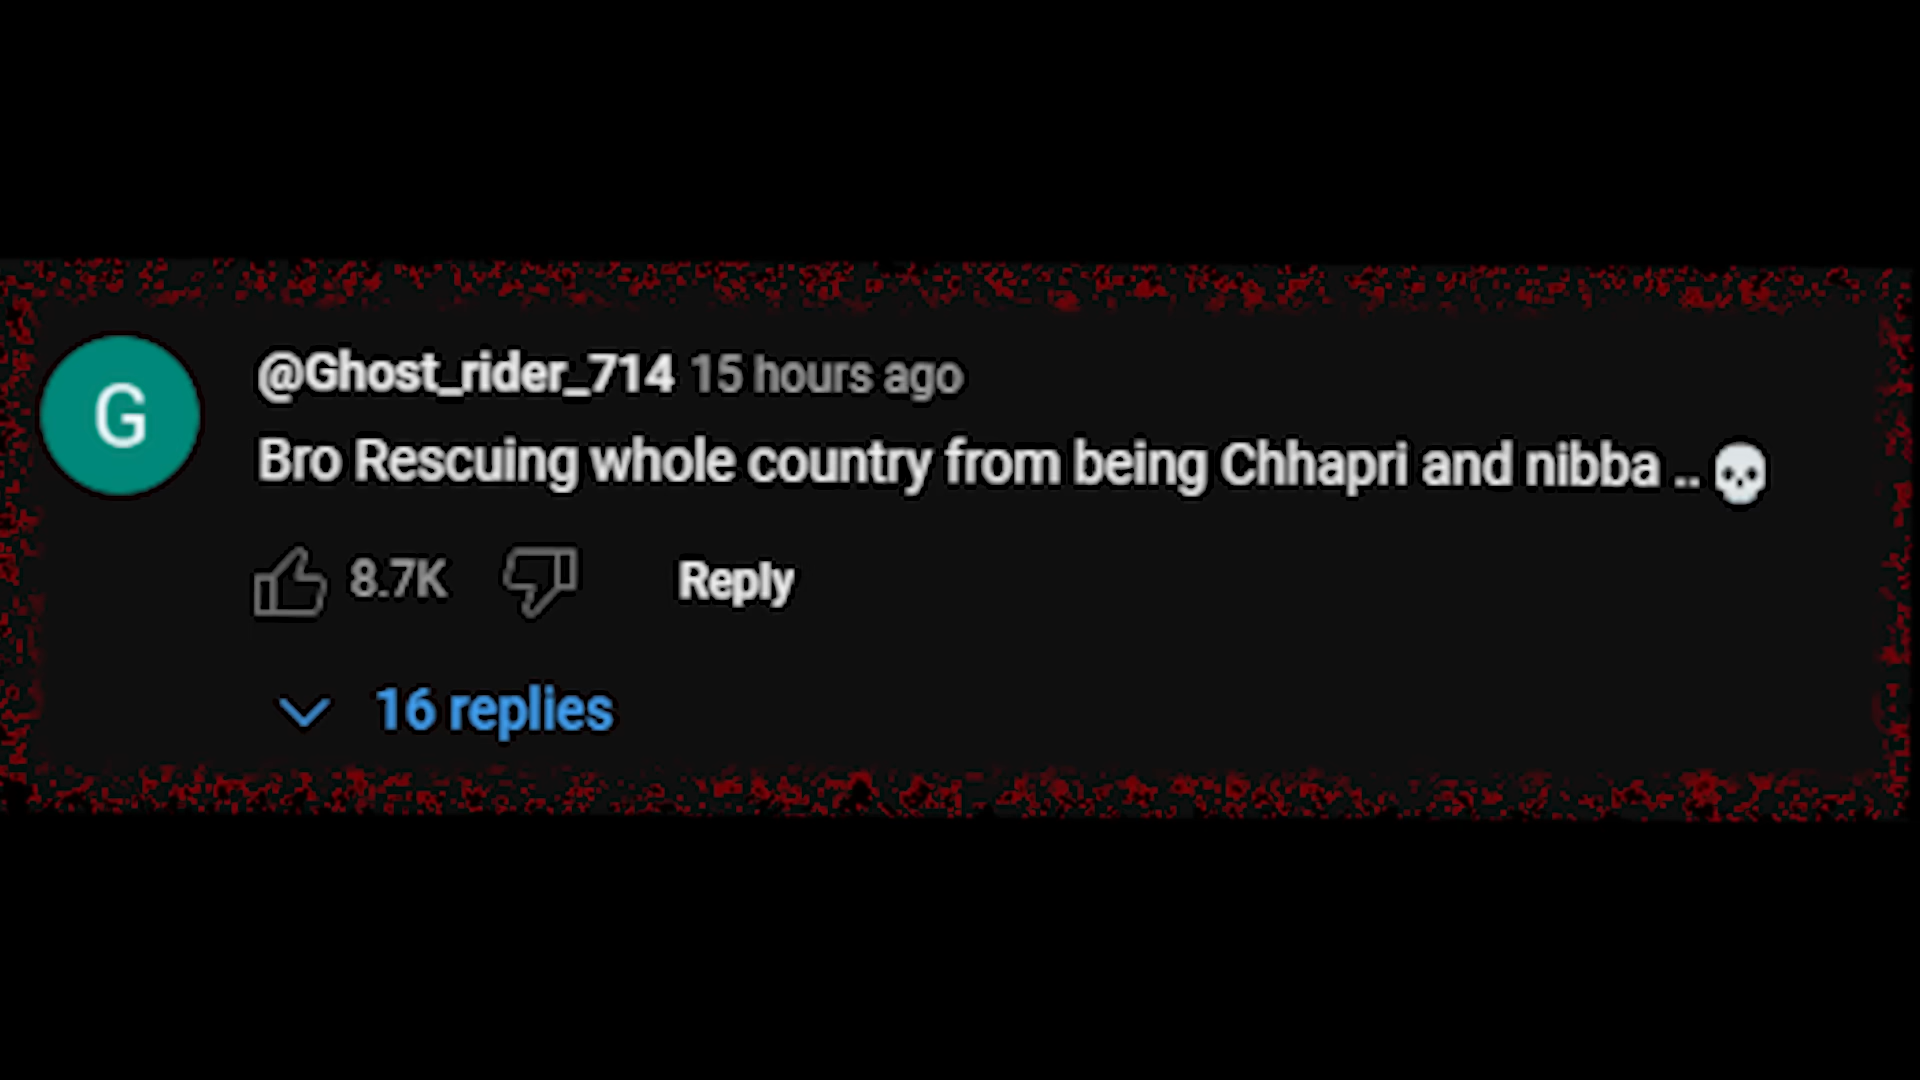 G
@Ghost_rider_714 15 hours ago
Bro Rescuing whole country from being Chhapri and nibba .. 💀
8.7K Reply
16 replies